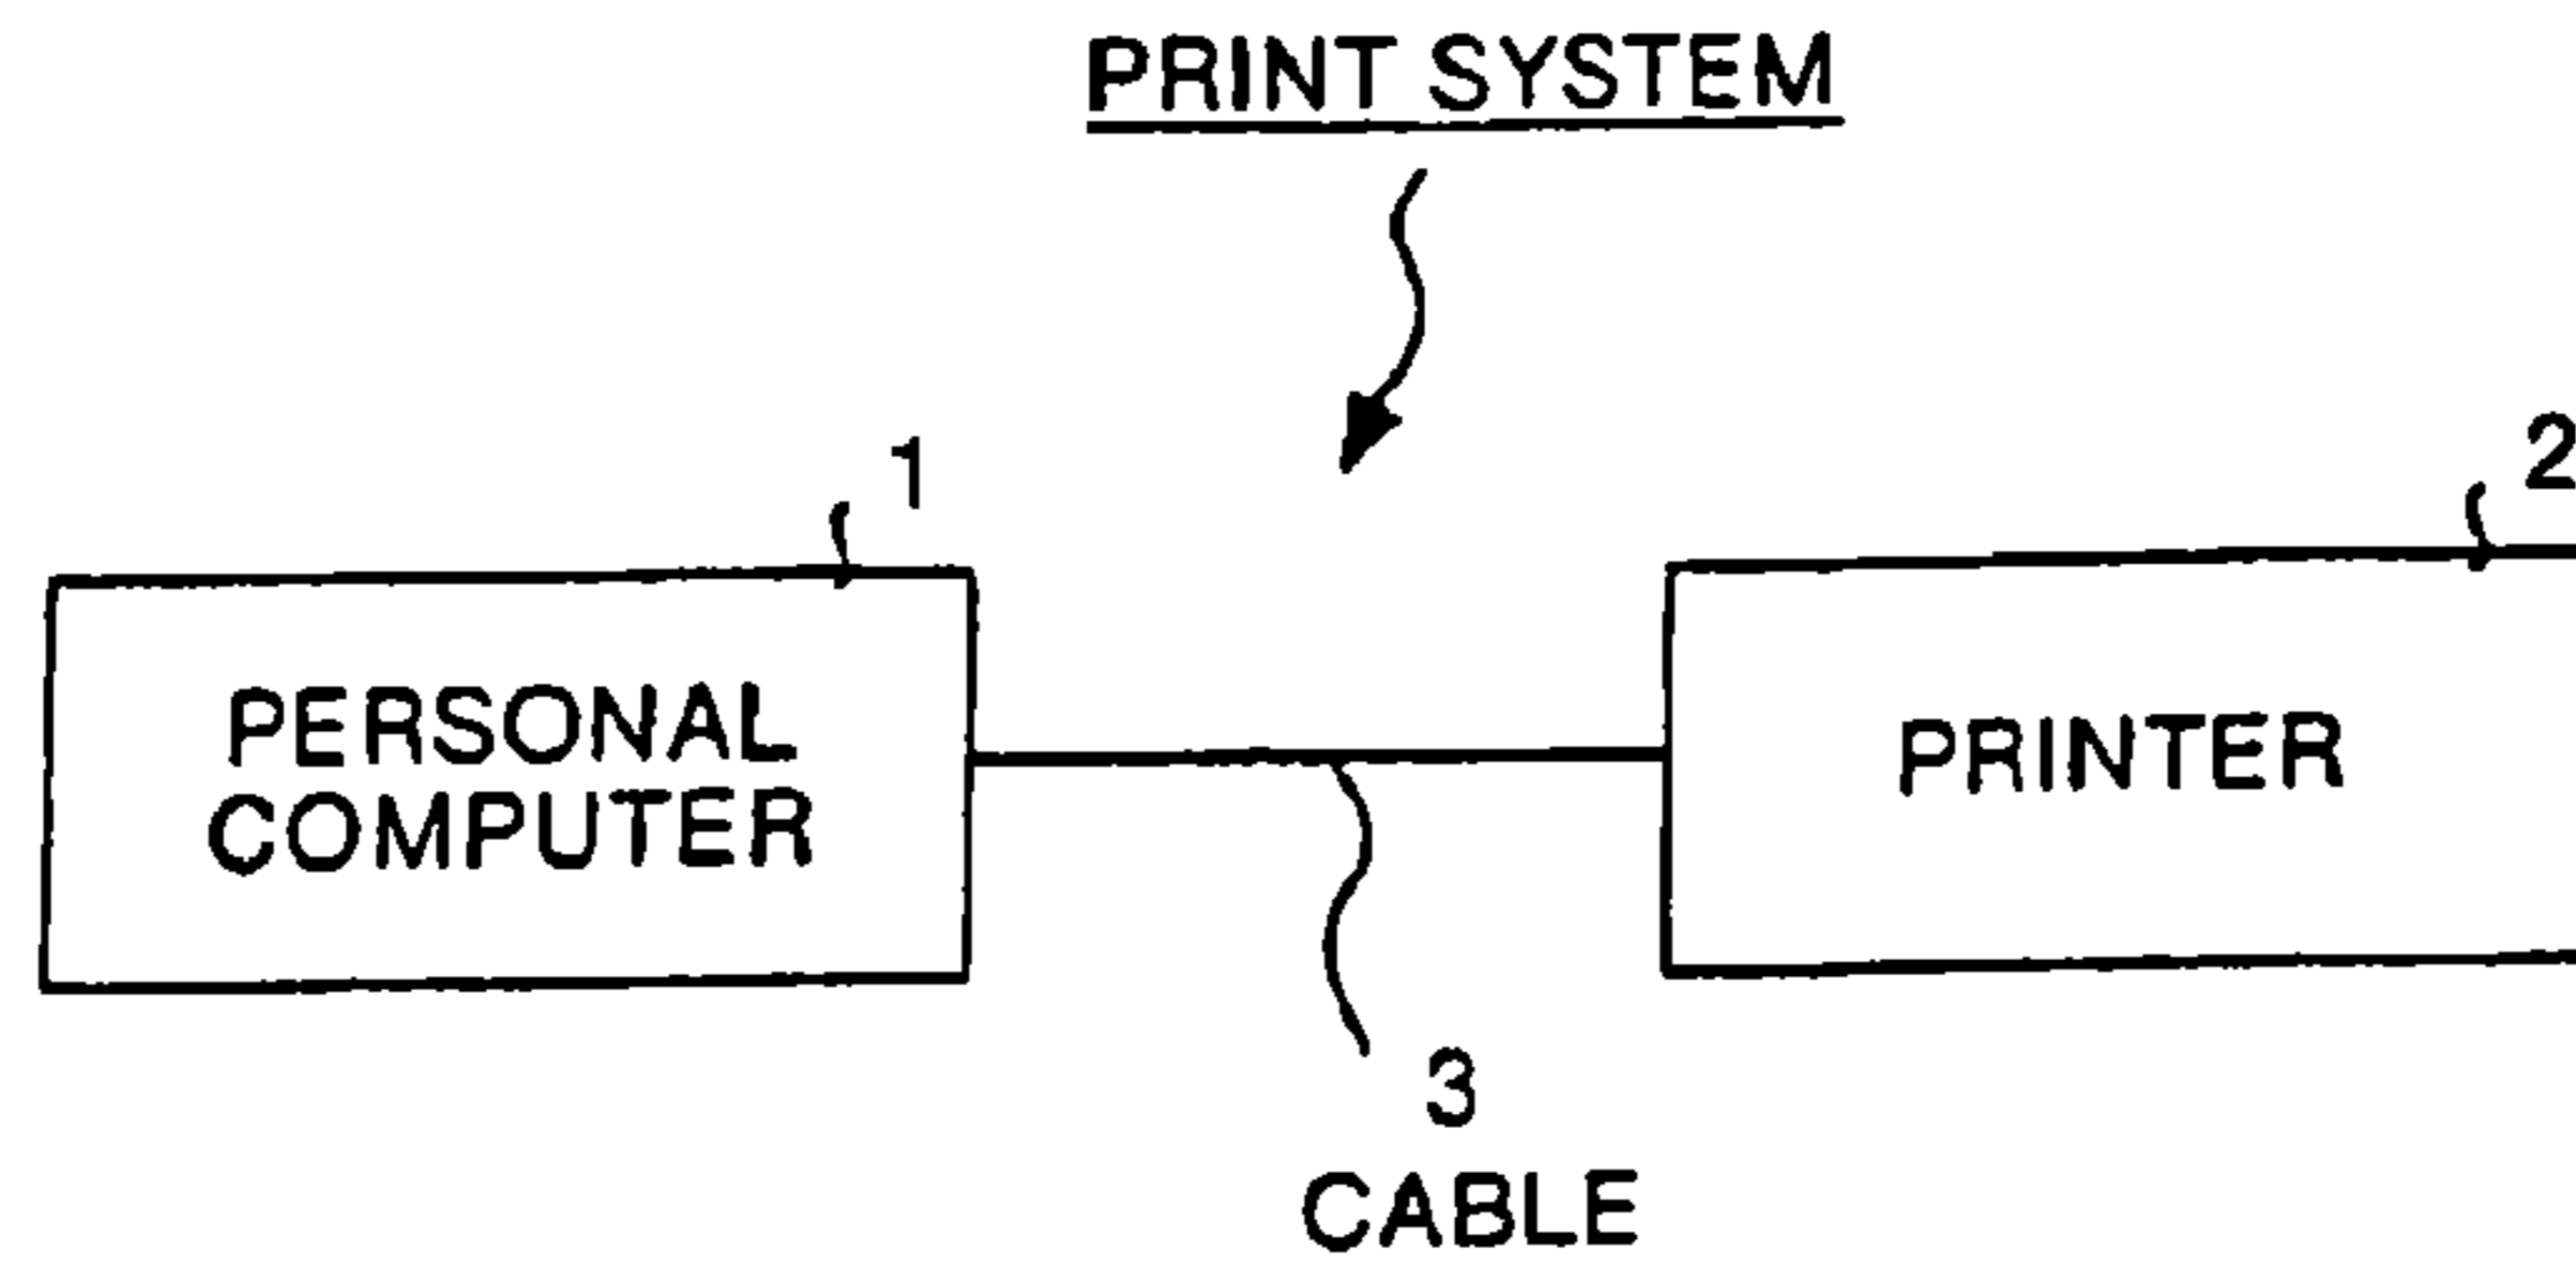 PRINT SYSTEM
1
2
PERSONAL
COMPUTER
PRINTER
3
CABLE